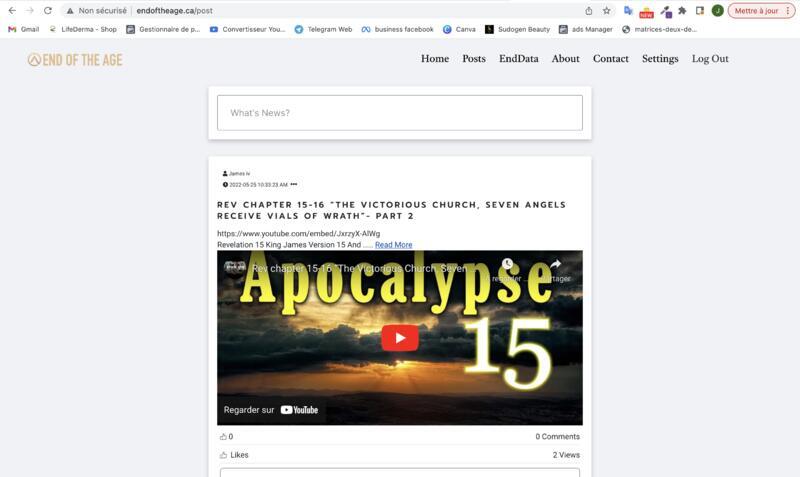 Non sécurisé | endoftheage.ca/post
NEW
J
Mettre à jour
Gmail
LifeDerma - Shop
Gestionnaire de p...
Convertisseur You...
Telegram Web
business facebook
Canva
Sudogen Beauty
ads Manager
matrices-deux-de...
END OF THE AGE
Home Posts EndData About Contact Settings Log Out
What's News?
James iv
2022-05-25 10:33:23 AM •••
REV CHAPTER 15-16 "THE VICTORIOUS CHURCH, SEVEN ANGELS
RECEIVE VIALS OF WRATH"- PART 2
https://www.youtube.com/embed/JxrzyX-AlWg
Revelation 15 King James Version 15 And ..... Read More
Rev chapter 15-16 "The Victorious Church, Seven ...
regarder ...
artager
Apocalypse
15
Regarder sur YouTube
0
0 Comments
Likes
2 Views